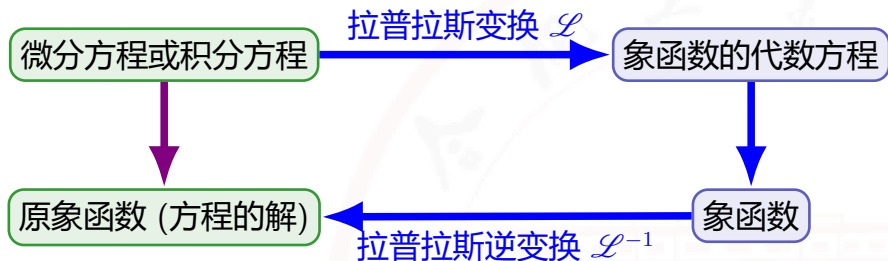 拉普拉斯变换 ℒ
微分方程或积分方程
象函数的代数方程
原象函数 (方程的解)
象函数
拉普拉斯逆变换 ℒ⁻¹